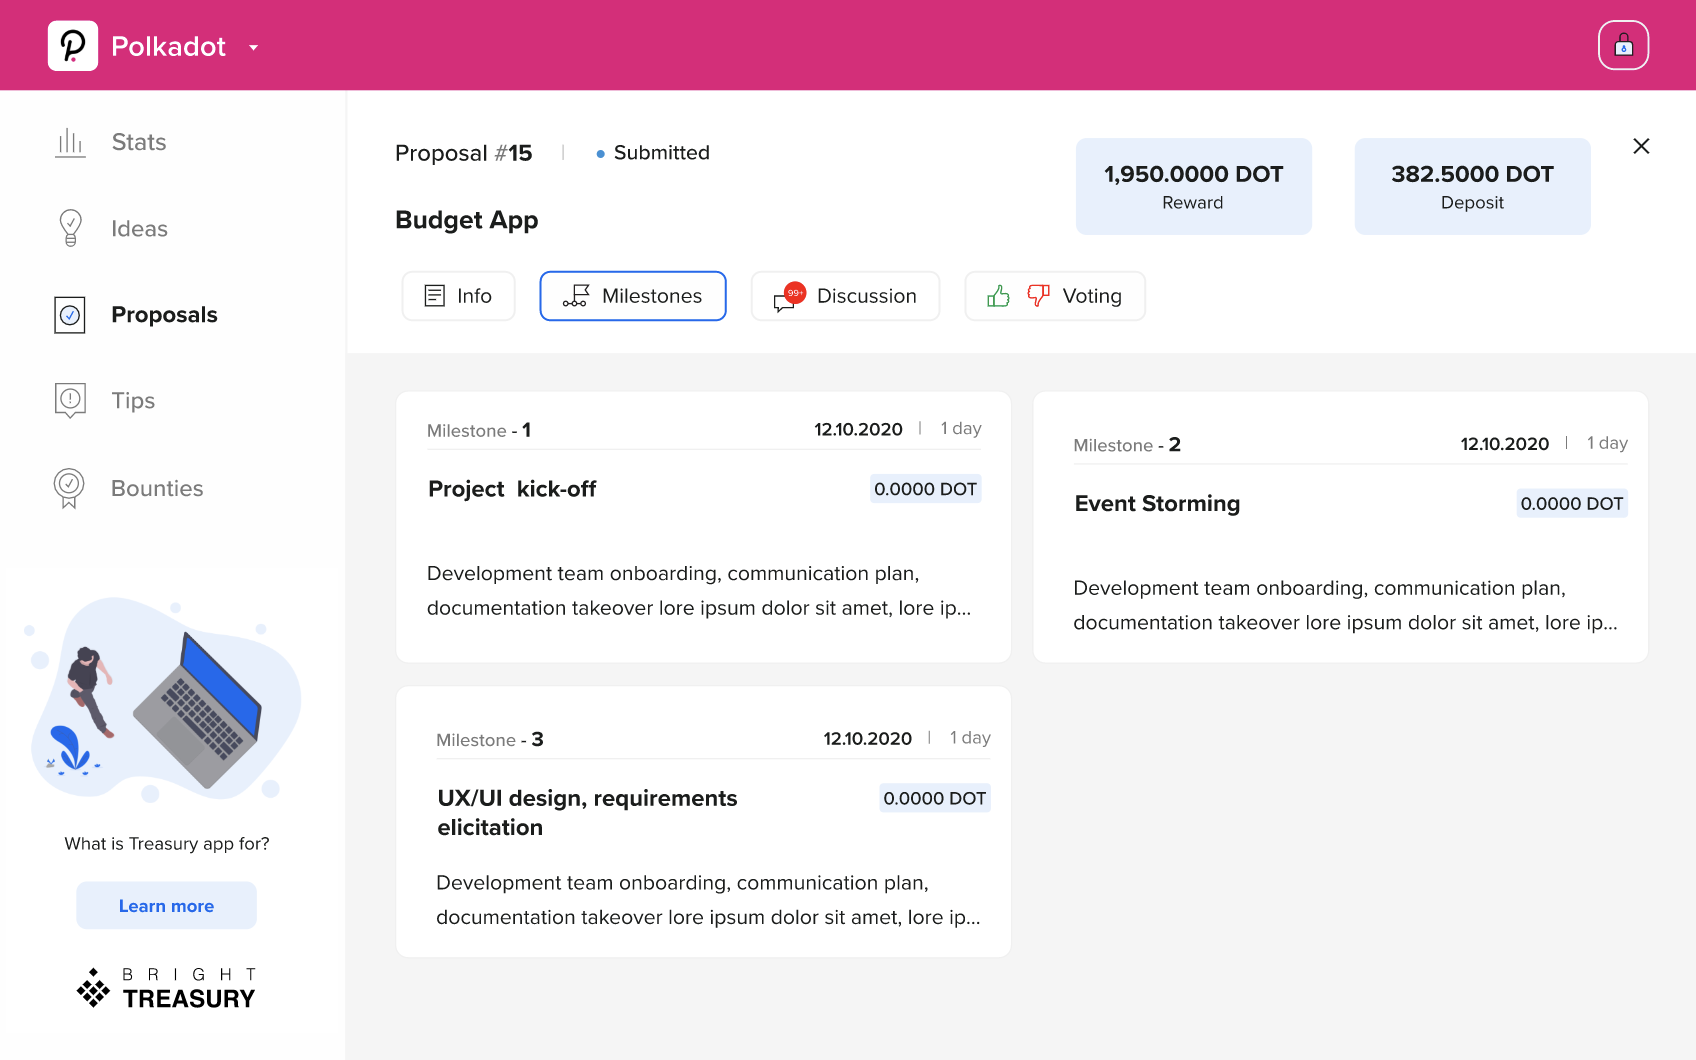 Polkadot
Stats
Ideas
Proposals
Tips
Bounties
What is Treasury app for?
Learn more
BRIGHT
TREASURY
Proposal #15
Submitted
Budget App
1,950.0000 DOT
Reward
382.5000 DOT
Deposit
Info
Milestones
99+
Discussion
Voting
Milestone - 1
12.10.2020
1 day
Project  kick-off
0.0000 DOT
Development team onboarding, communication plan,
documentation takeover lore ipsum dolor sit amet, lore ip...
Milestone - 2
12.10.2020
1 day
Event Storming
0.0000 DOT
Development team onboarding, communication plan,
documentation takeover lore ipsum dolor sit amet, lore ip...
Milestone - 3
12.10.2020
1 day
UX/UI design, requirements
elicitation
0.0000 DOT
Development team onboarding, communication plan,
documentation takeover lore ipsum dolor sit amet, lore ip...